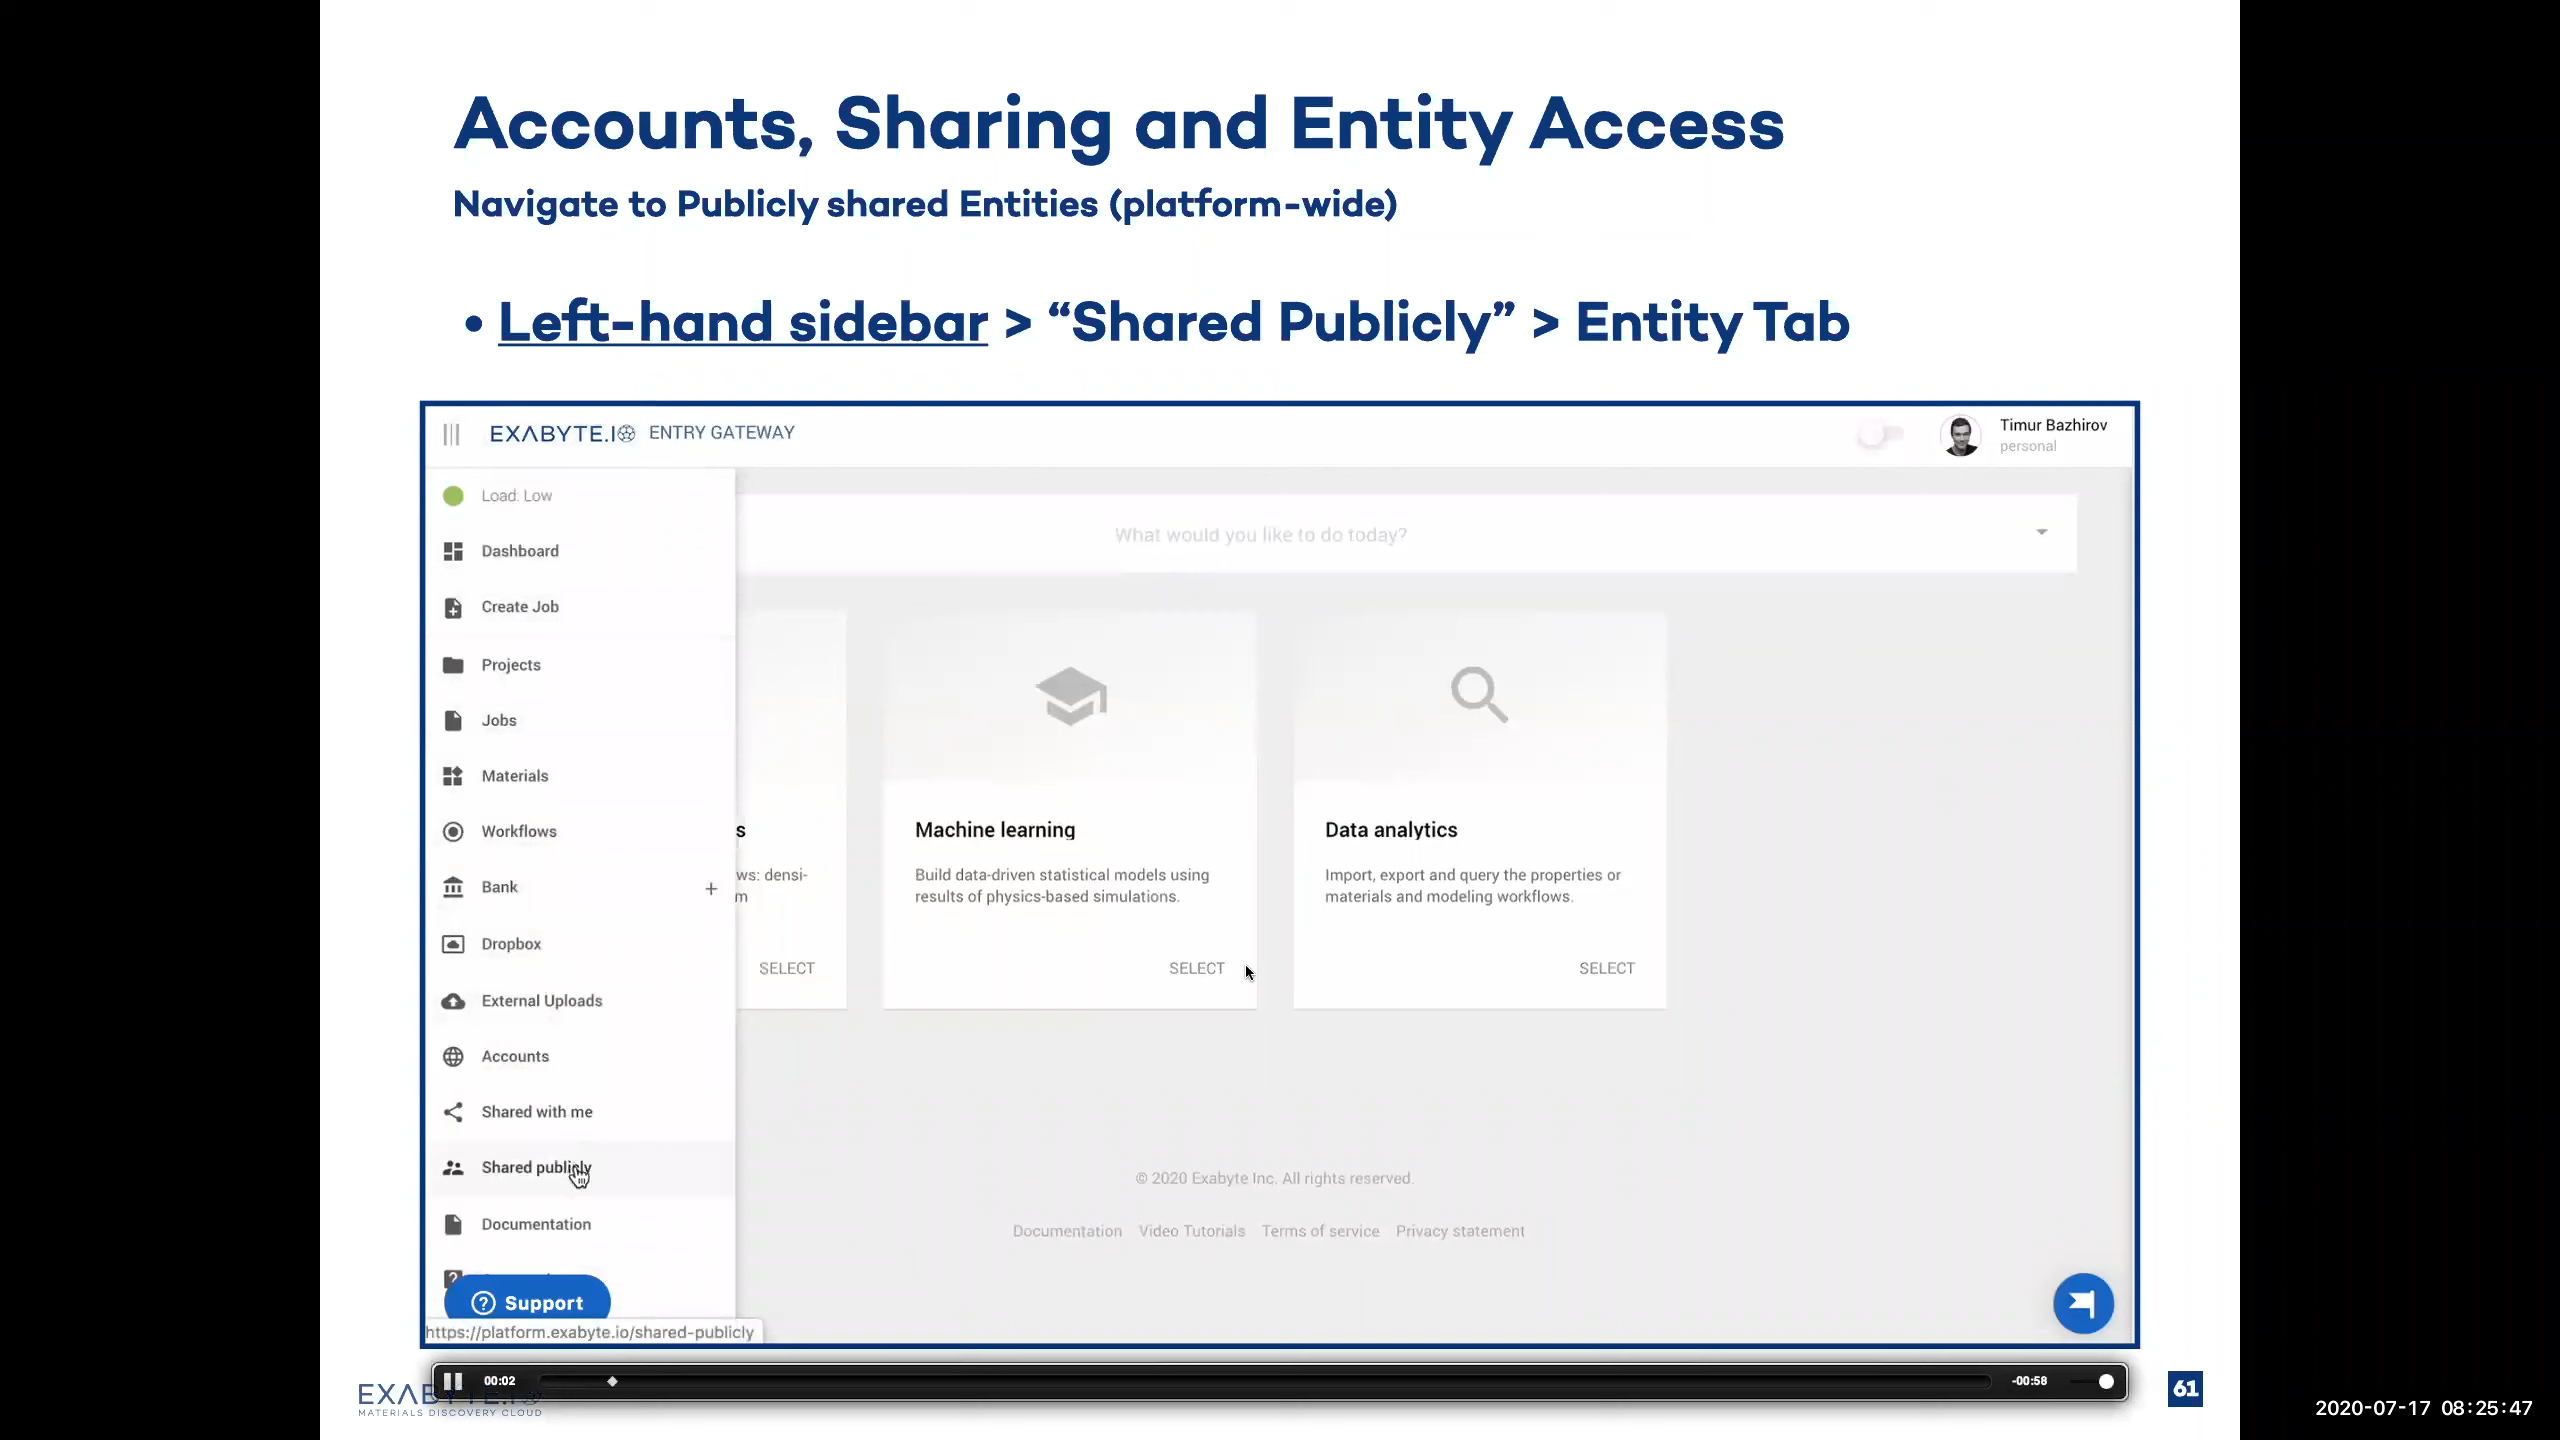 Accounts, Sharing and Entity Access
Navigate to Publicly shared Entities (platform-wide)
• Left-hand sidebar > “Shared Publicly” > Entity Tab
EXABYTE.IO ENTRY GATEWAY
Timur Bazhirov
personal
Load: Low
Dashboard
Create Job
Projects
Jobs
Materials
Workflows
Bank +
Dropbox
External Uploads
Accounts
Shared with me
Shared publicly
Documentation
Support
https://platform.exabyte.io/shared-publicly
What would you like to do today?
s
ws: densi-
m
SELECT
Machine learning
Build data-driven statistical models using
results of physics-based simulations.
SELECT
Data analytics
Import, export and query the properties or
materials and modeling workflows.
SELECT
© 2020 Exabyte Inc. All rights reserved.
Documentation Video Tutorials Terms of service Privacy statement
00:02
-00:58
EXABYTE.IO
MATERIALS DISCOVERY CLOUD
61
2020-07-17 08:25:47